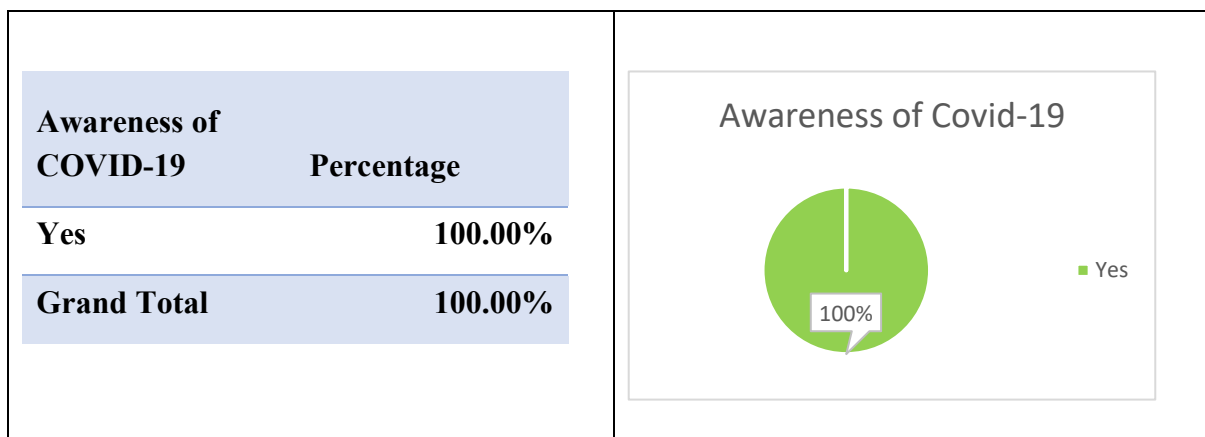 Awareness of
COVID-19 Percentage
Yes 100.00%
Grand Total 100.00%
Awareness of Covid-19
100%
Yes